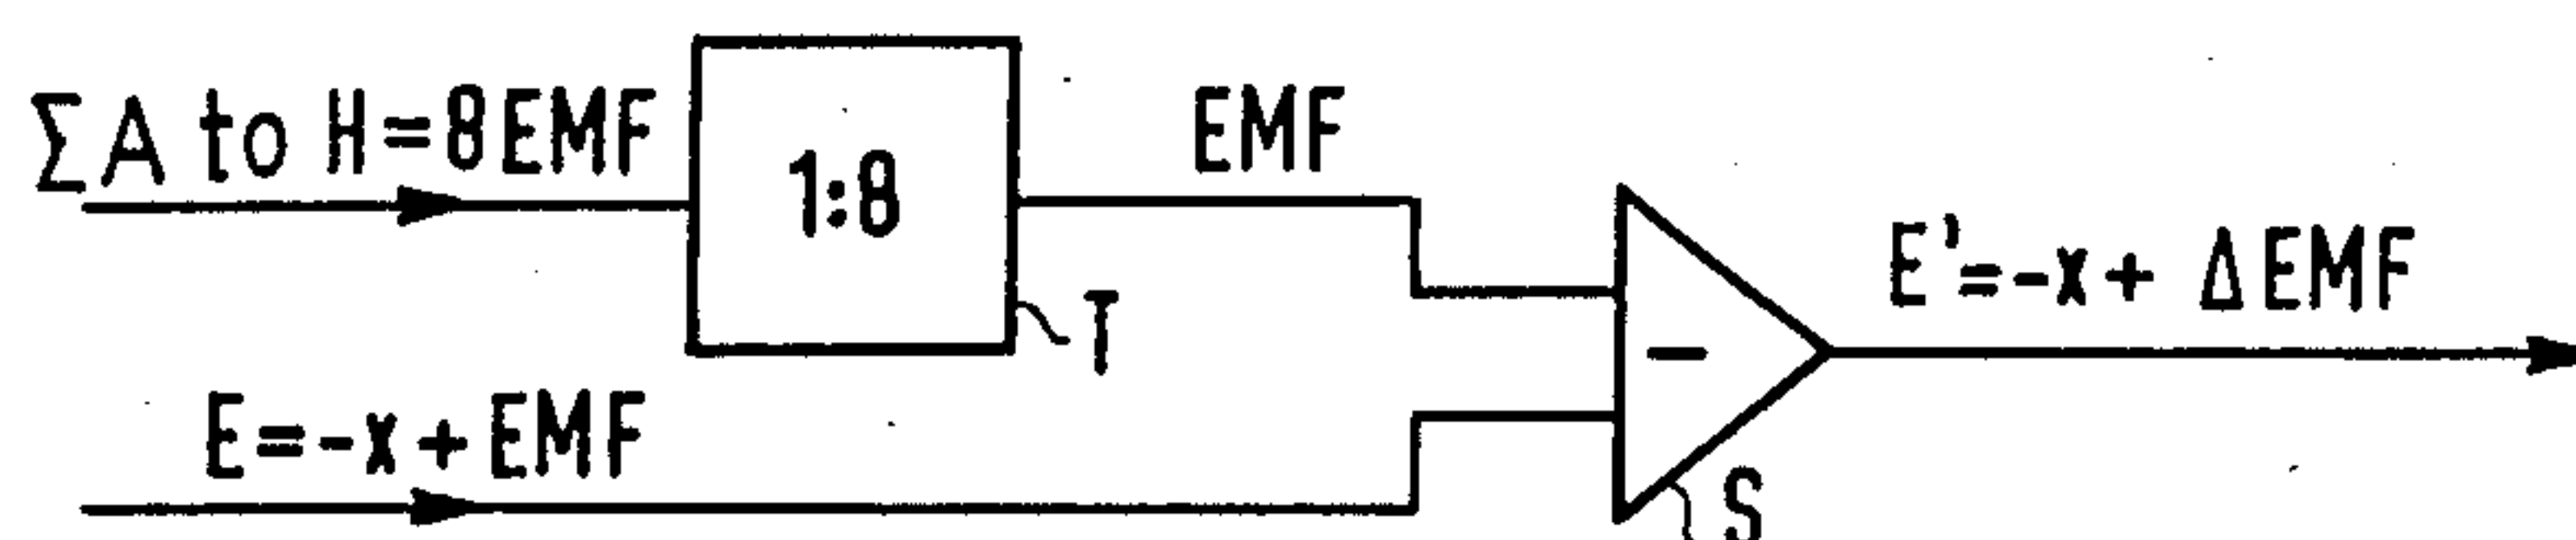 ΣA to H=8EMF
1:8
EMF
T
E=-x+EMF
-
S
E'=-x+ ΔEMF